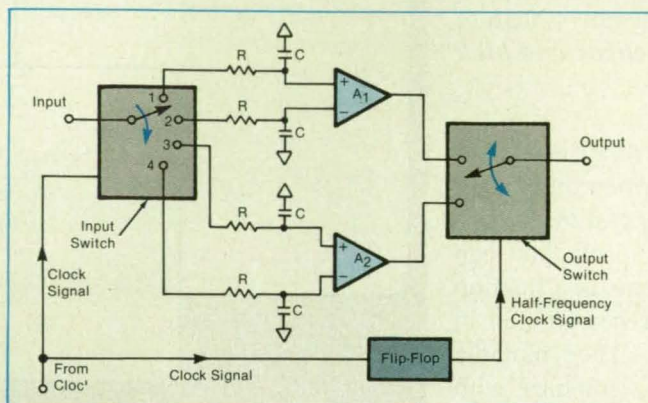 C
R
1
+
Input
A1
2
R
−
3
C
4
Output
Input
Switch
C
R
+
A2
Output
Switch
R
−
Clock
Signal
C
Half-Frequency
Clock Signal
Flip-Flop
From
Cloc'
Clock Signal